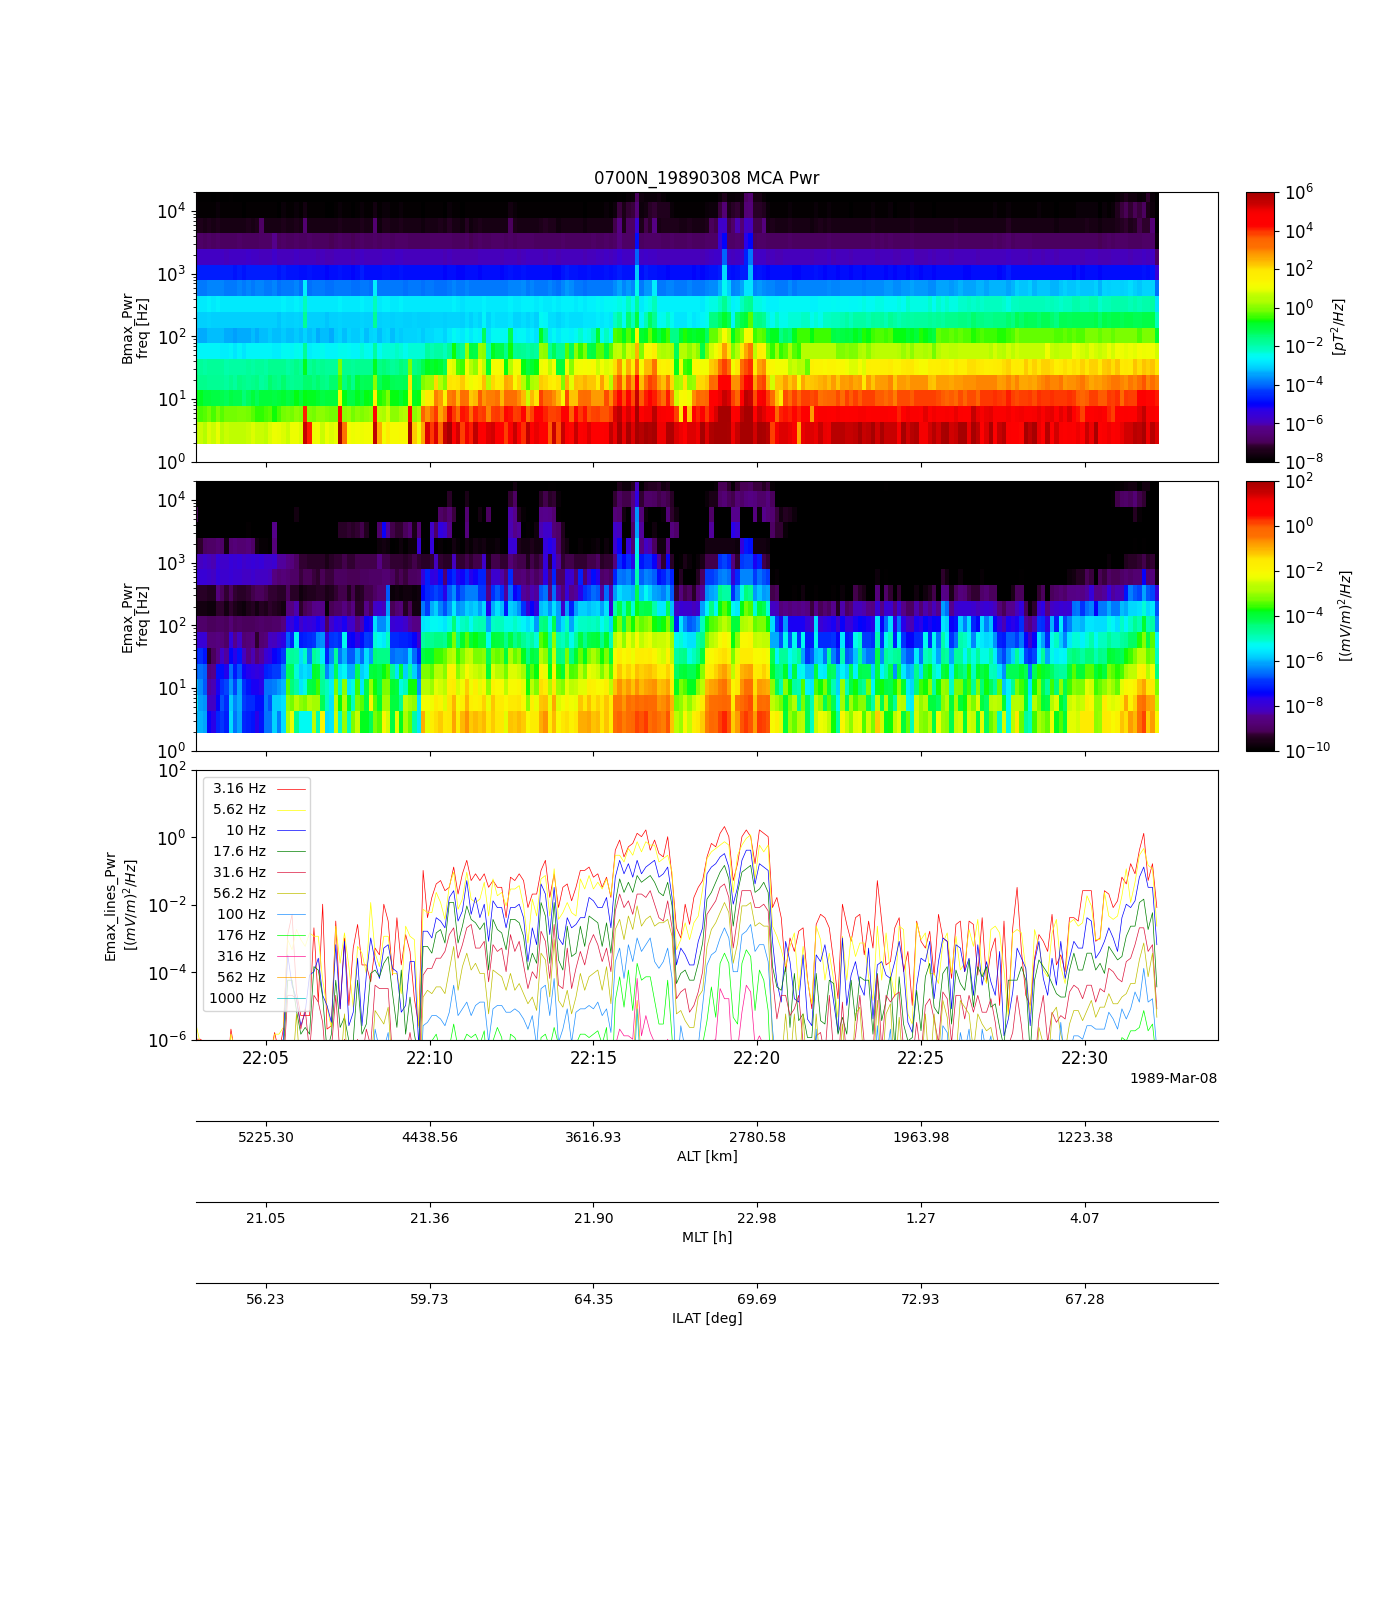 0700N_19890308 MCA Pwr
10^4
10^3
10^2
10^1
10^0
Bmax_Pwr
freq [Hz]
10^6
10^4
10^2
10^0
10^-2
10^-4
10^-6
10^-8
[pT^2/Hz]
10^4
10^3
10^2
10^1
10^0
Emax_Pwr
freq [Hz]
10^2
10^0
10^-2
10^-4
10^-6
10^-8
10^-10
[(mV/m)^2/Hz]
10^2
10^0
10^-2
10^-4
10^-6
Emax_lines_Pwr
[(mV/m)^2/Hz]
3.16 Hz
5.62 Hz
10 Hz
17.6 Hz
31.6 Hz
56.2 Hz
100 Hz
176 Hz
316 Hz
562 Hz
1000 Hz
22:05 22:10 22:15 22:20 22:25 22:30
1989-Mar-08
5225.30 4438.56 3616.93 2780.58 1963.98 1223.38
ALT [km]
21.05 21.36 21.90 22.98 1.27 4.07
MLT [h]
56.23 59.73 64.35 69.69 72.93 67.28
ILAT [deg]